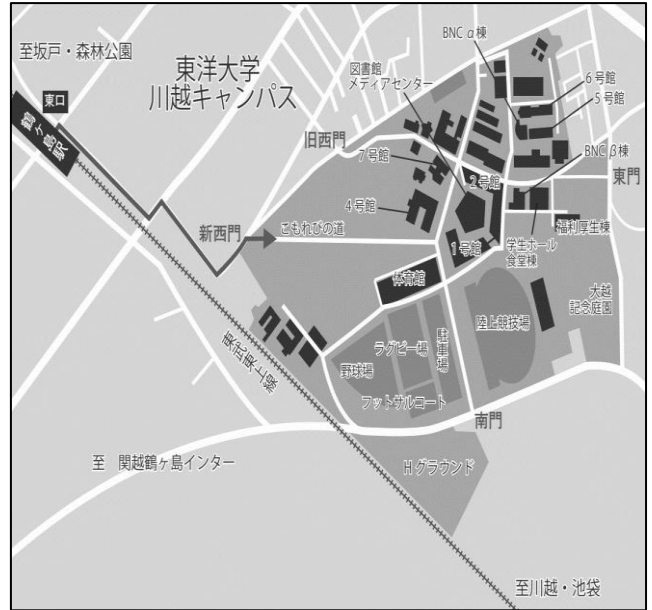 至坂戸・森林公園
東洋大学
川越キャンパス
BNC α棟
図書館
メディアセンター
6号館
5号館
東口
鶴ヶ島駅
旧西門
7号館
BNC β棟
2号館
東門
4号館
新西門
こもれびの道
1号館
学生ホール
食堂棟
福利厚生棟
体育館
大越
記念庭園
陸上競技場
駐車場
ラグビー場
東武東上線
野球場
フットサルコート
南門
至 関越鶴ヶ島インター
Hグラウンド
至川越・池袋